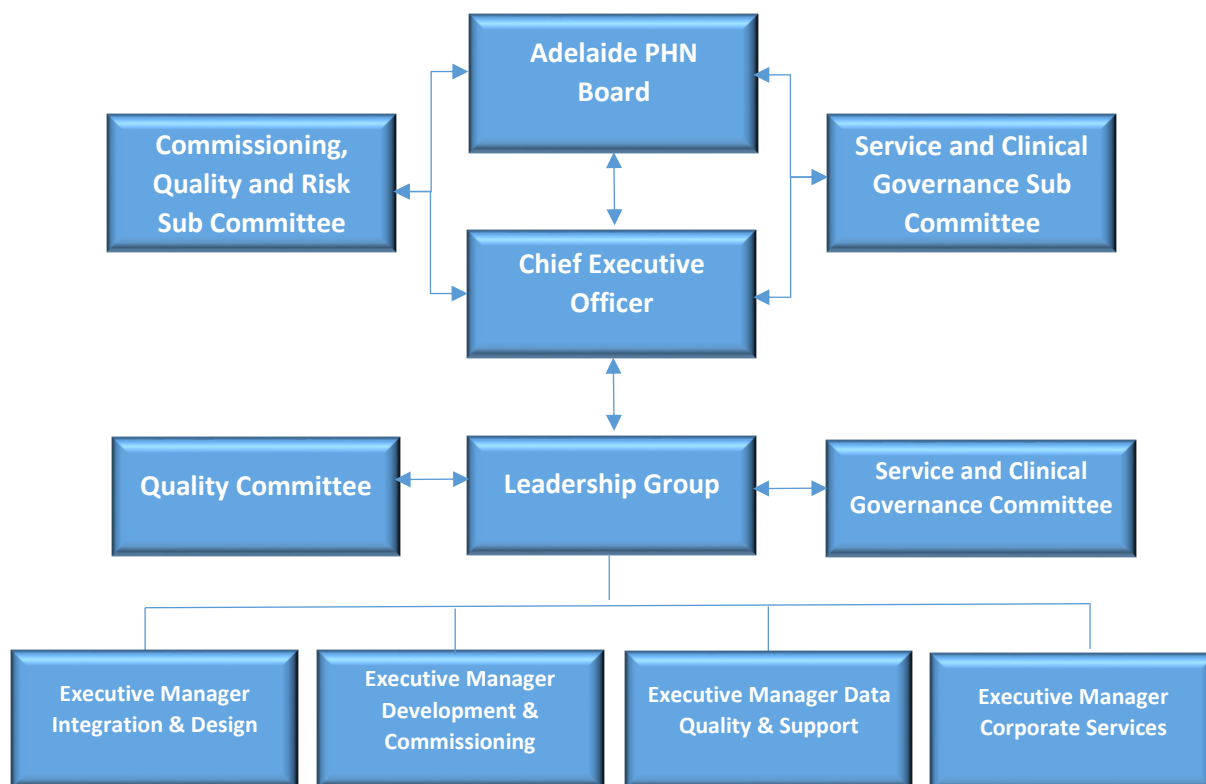 Adelaide PHN
Board
Commissioning,
Quality and Risk
Sub Committee
Service and Clinical
Governance Sub
Committee
Chief Executive
Officer
Quality Committee
Leadership Group
Service and Clinical
Governance Committee
Executive Manager
Integration & Design
Executive Manager
Development &
Commissioning
Executive Manager Data
Quality & Support
Executive Manager
Corporate Services